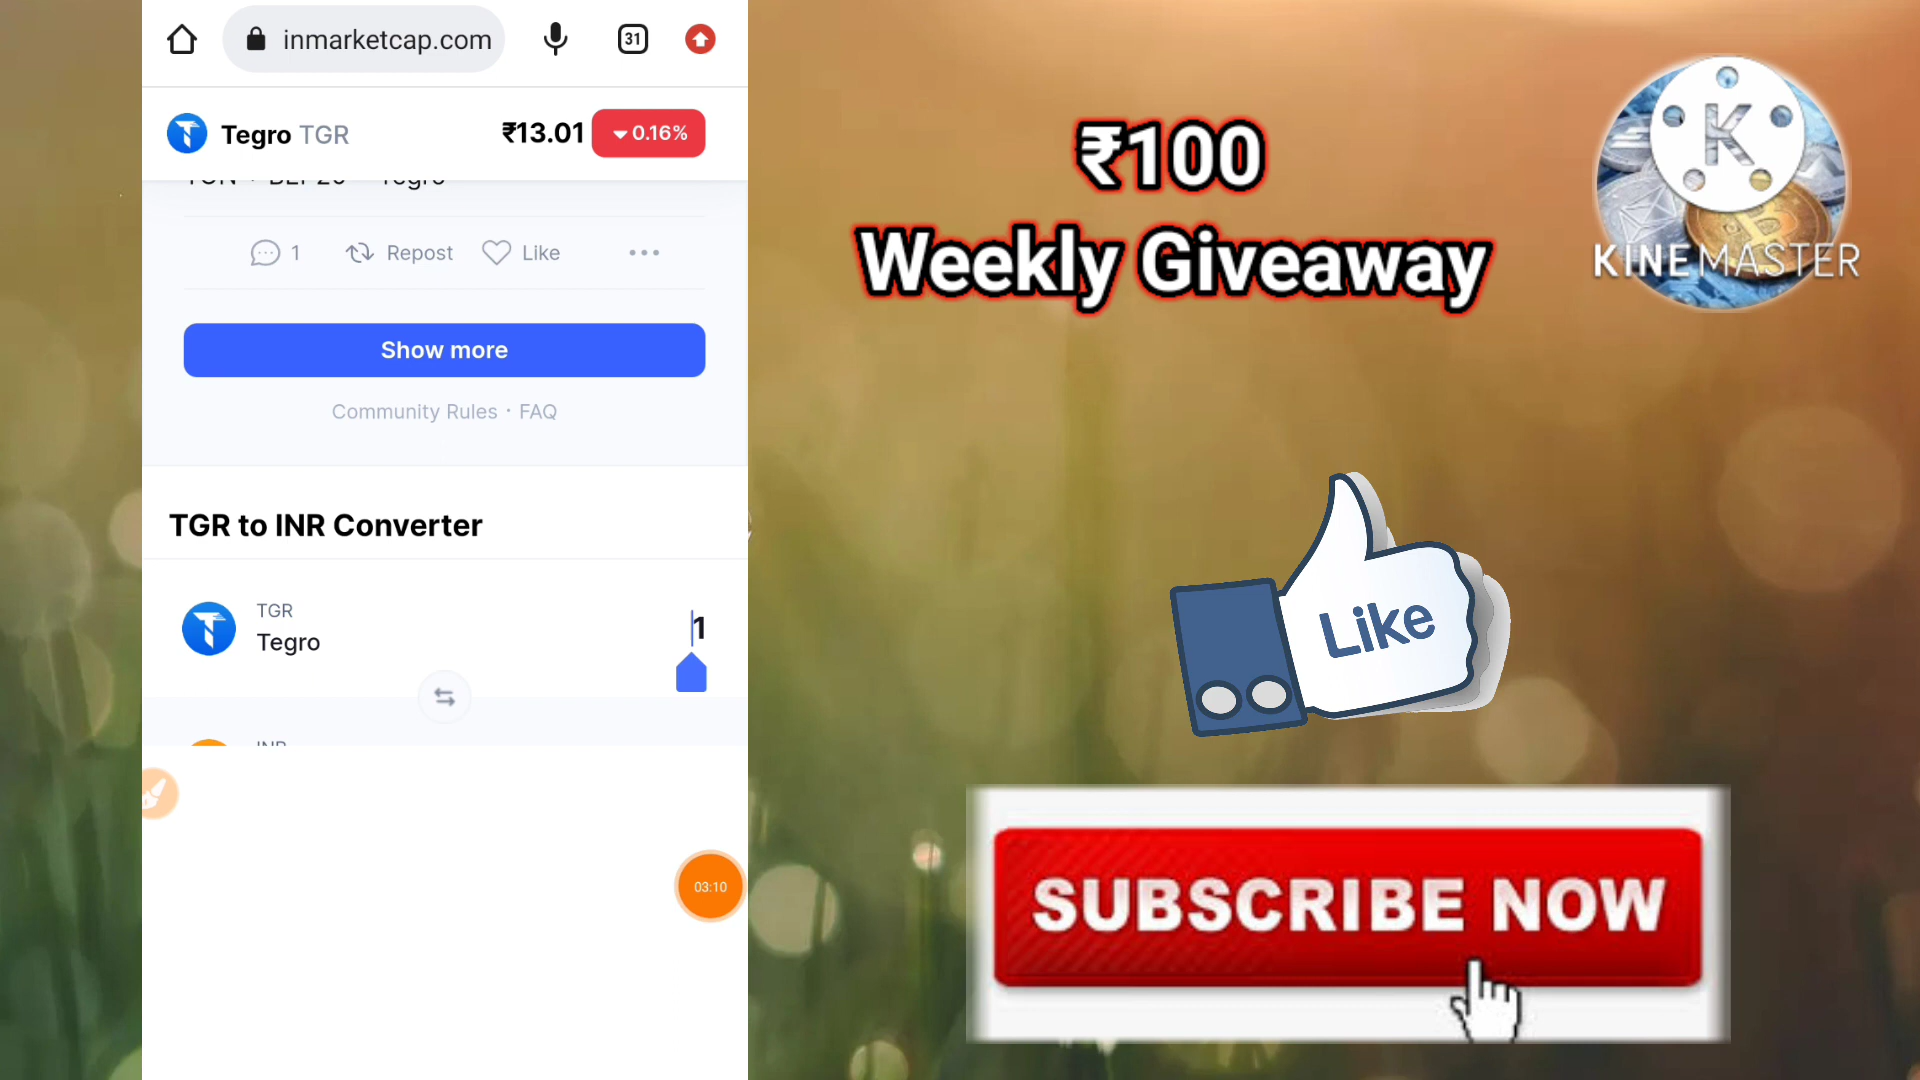 inmarketcap.com
31
Tegro TGR
₹13.01
0.16%
1
Repost
Like
Show more
Community Rules • FAQ
TGR to INR Converter
TGR
Tegro
1
03:10
₹100
Weekly Giveaway
K
KINEMASTER
Like
SUBSCRIBE NOW